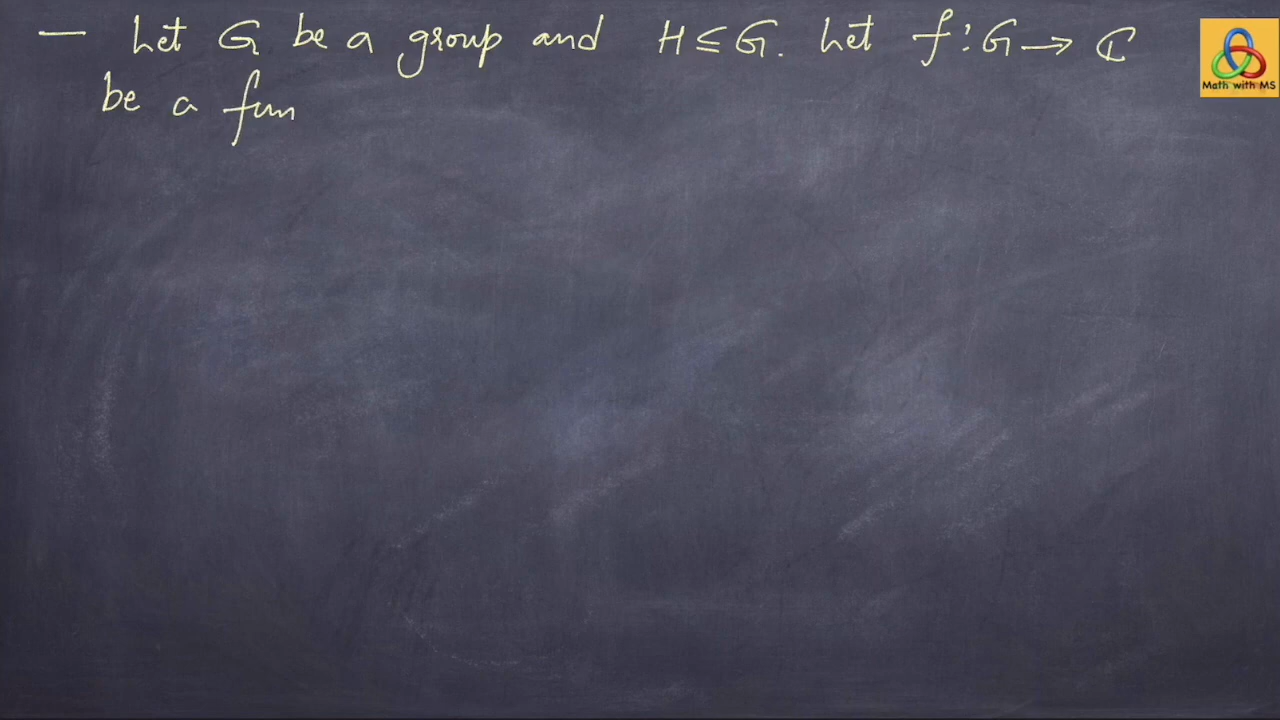 — Let G be a group and H ≤ G. Let f : G → ℂ
be a fun
Math with MS